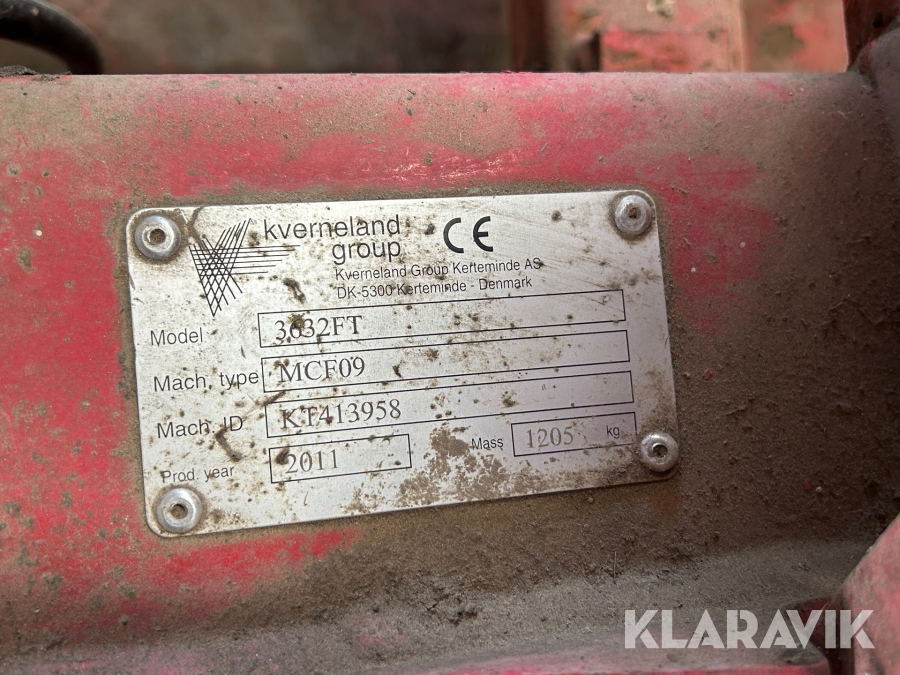 kverneland
group
CE
Kverneland Group Kerteminde AS
DK-5300 Kerteminde - Denmark
Model 3632FT
Mach. type MCF09
Mach. ID KT413958
Prod. year 2011 Mass 1205 kg
KLARAVIK